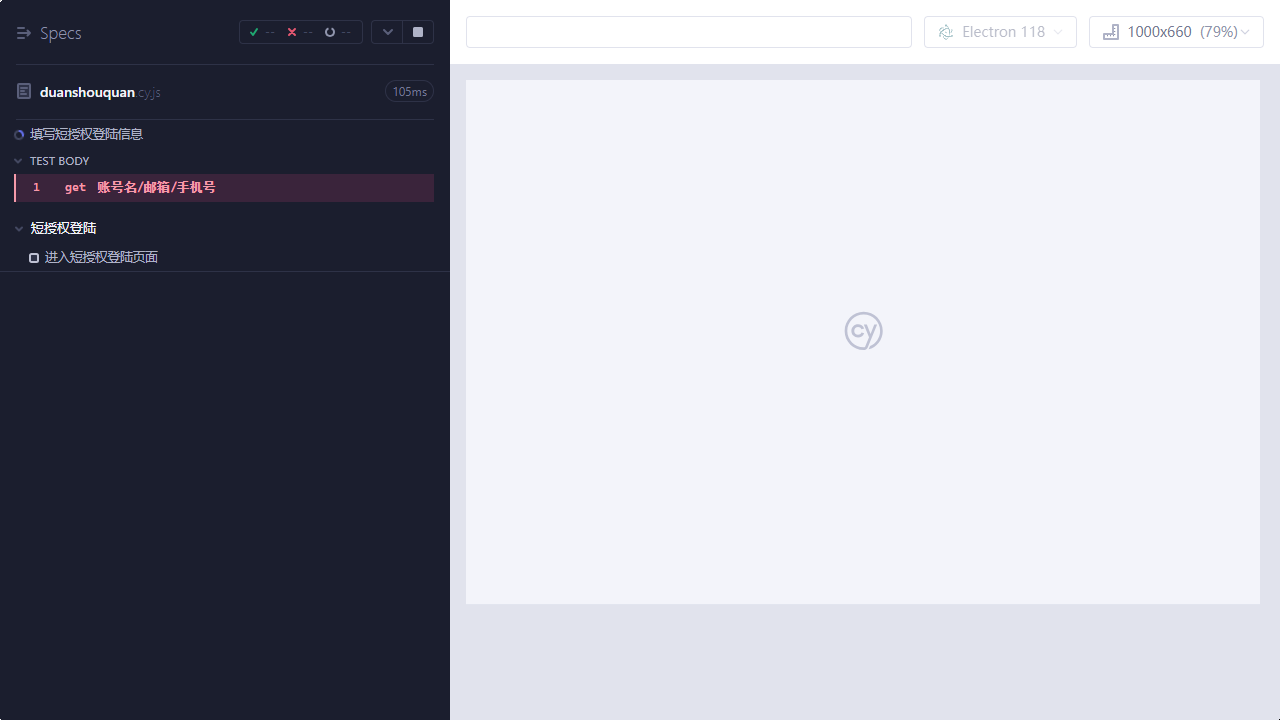 Specs
-- -- --
duanshouquan.cy.js 105ms
填写短授权登陆信息
TEST BODY
1 get 账号名/邮箱/手机号
短授权登陆
进入短授权登陆页面
Electron 118
1000x660 (79%)
cy